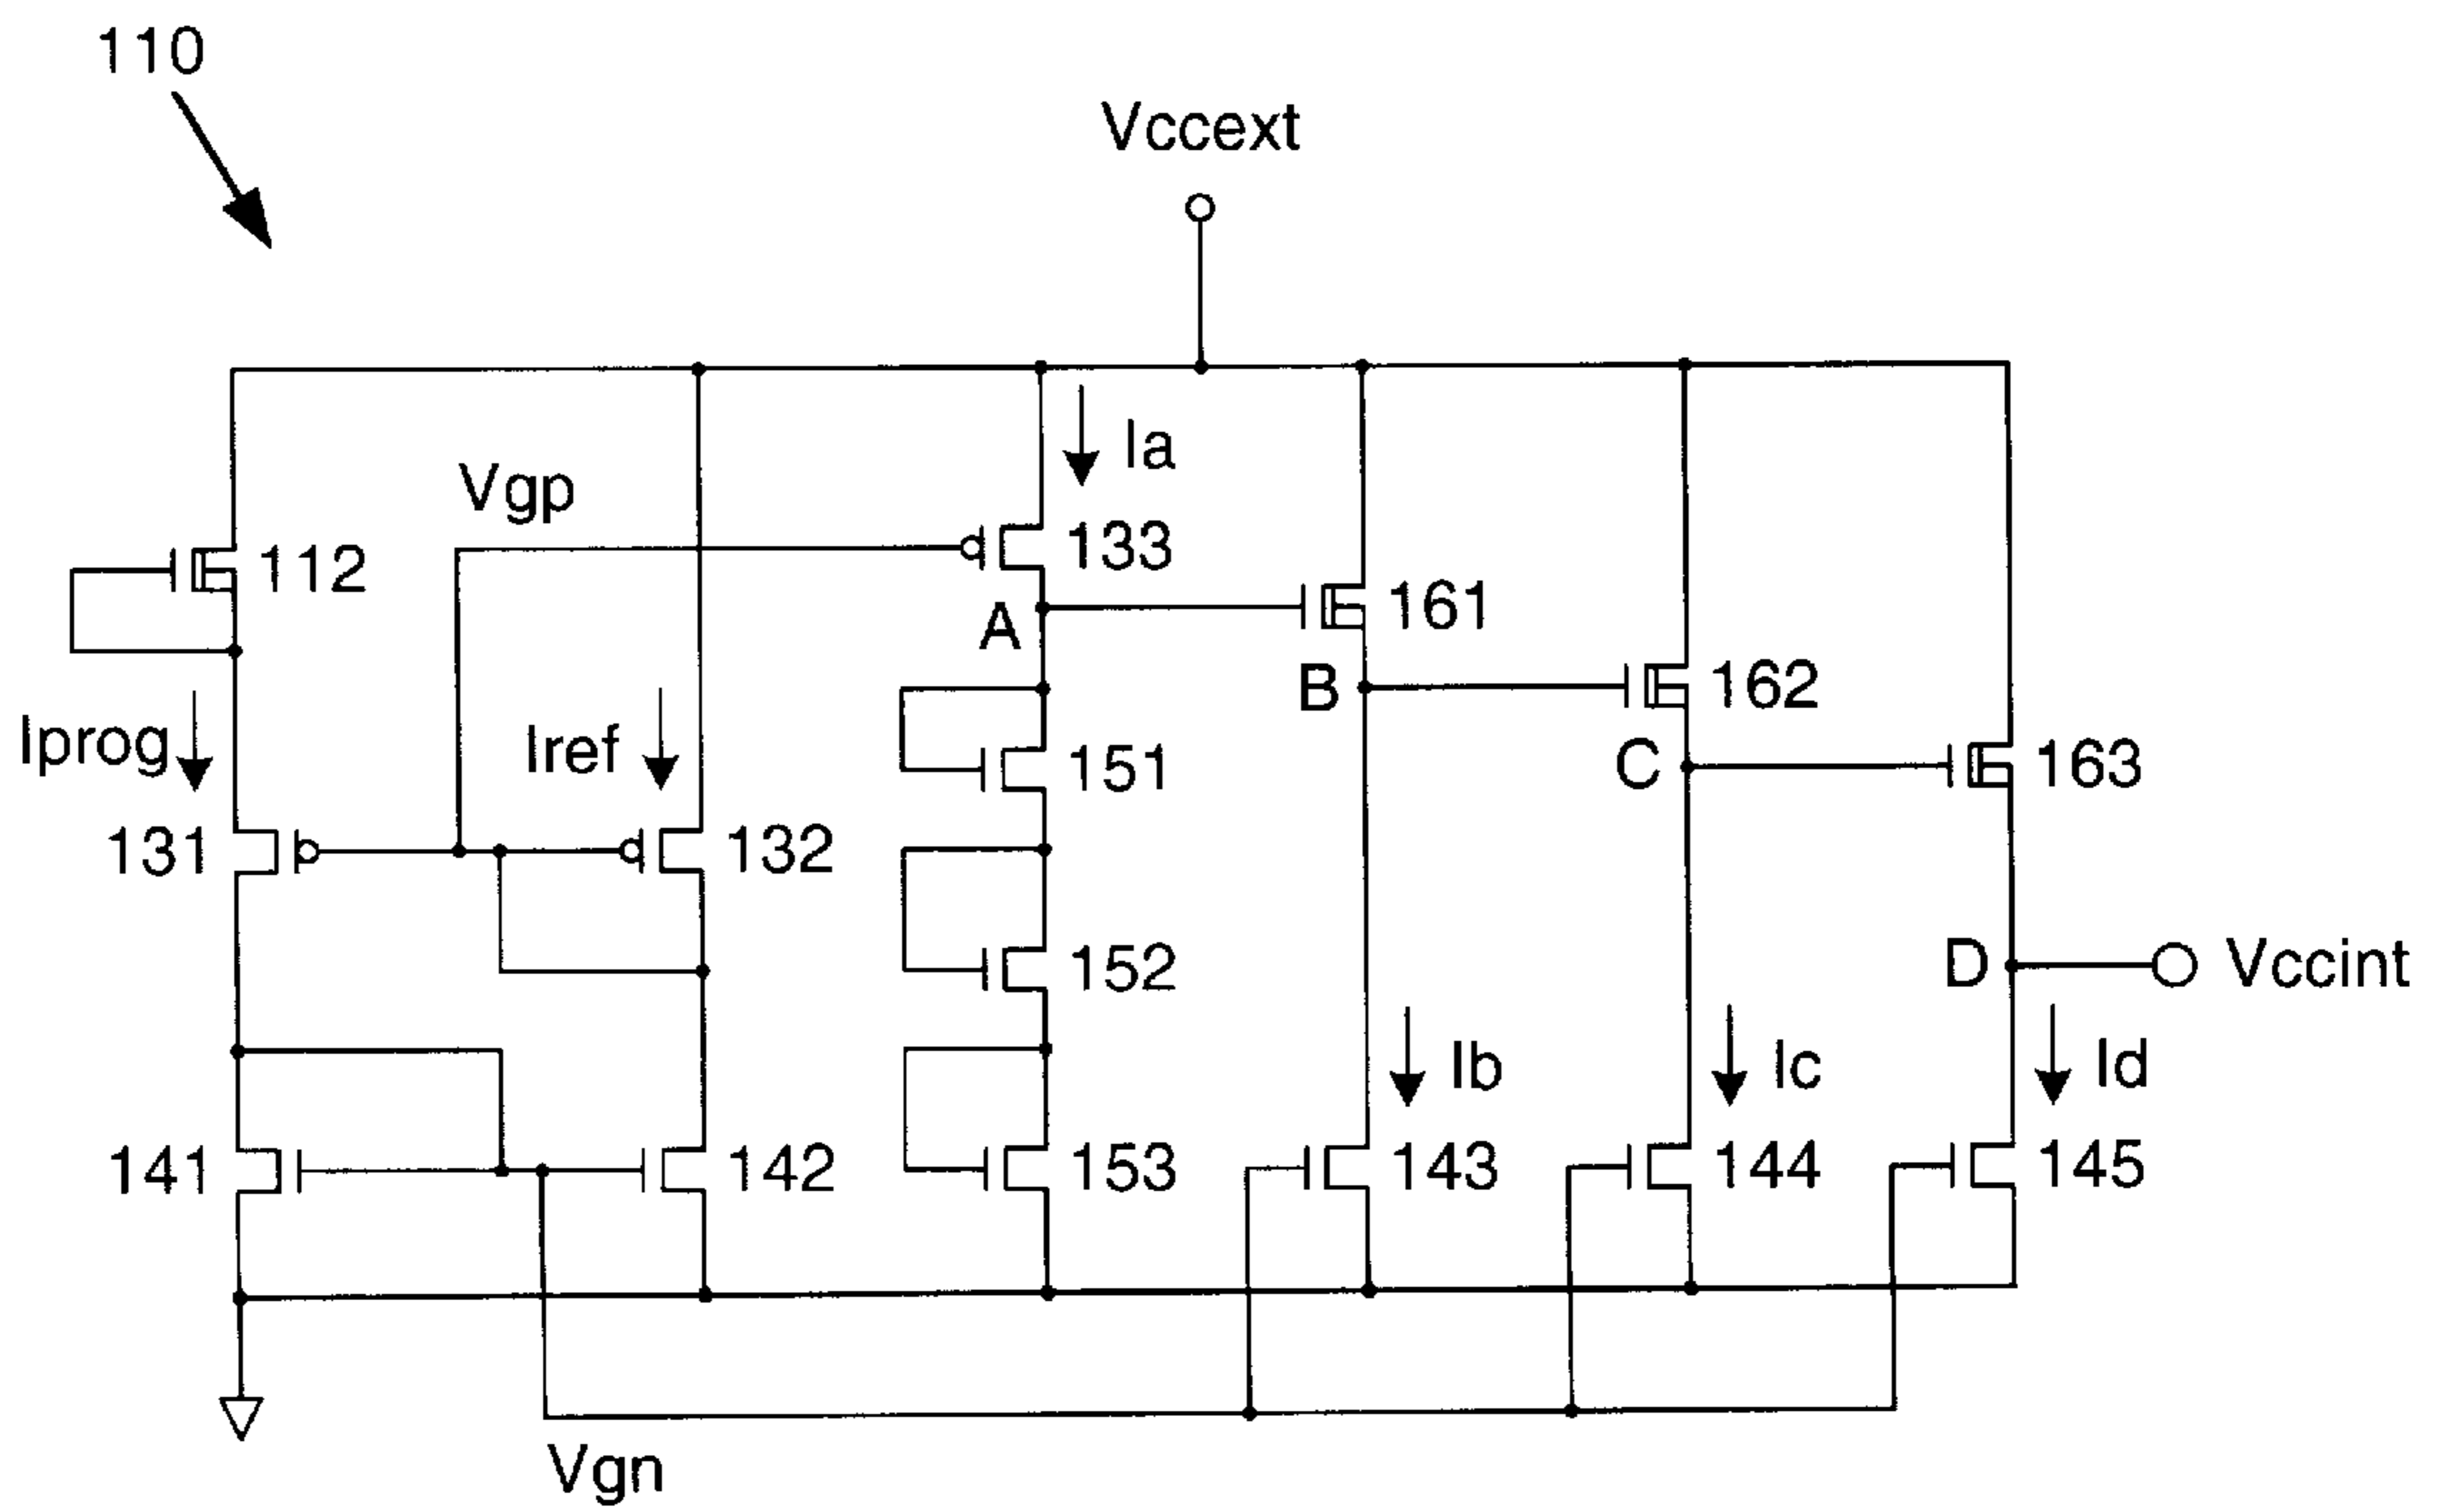 110
Vccext
Ia
Vgp
133
112
161
A
B
162
Iprog
Iref
151
C
163
131
132
D
Vccint
152
Ib
Ic
Id
141
142
153
143
144
145
Vgn